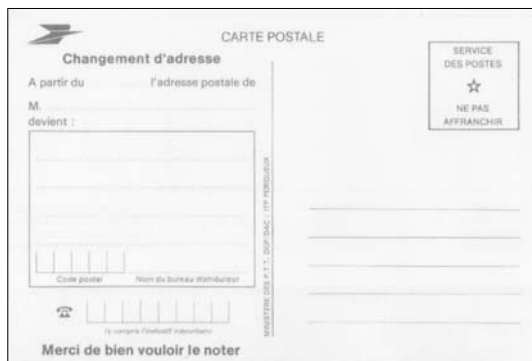 CARTE POSTALE
Changement d'adresse
A partir du l'adresse postale de
M.
devient :
Code postal Nom du bureau distributeur
(y compris l'indicatif
Merci de bien vouloir le noter
MINISTERE DES P.T.T. DGP/DAC / ITP PERIGUEUX
SERVICE
DES POSTES
NE PAS
AFFRANCHIR